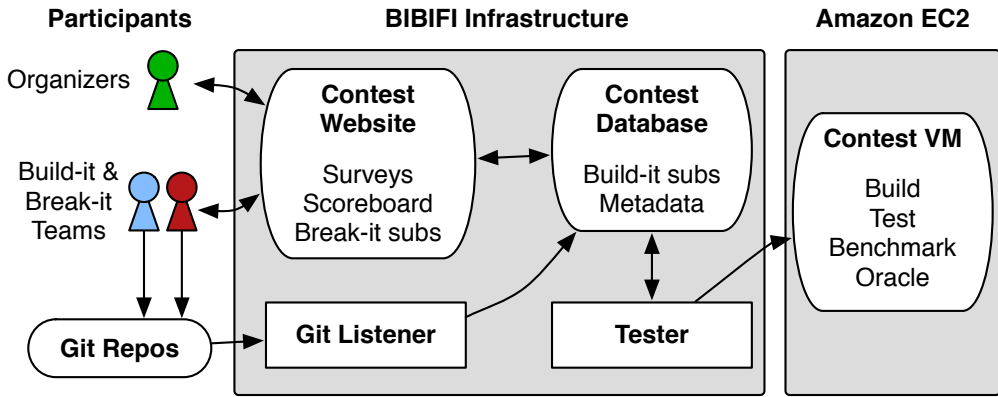 Participants
BIBIFI Infrastructure
Amazon EC2
Organizers
Build-it &
Break-it
Teams
Git Repos
Contest
Website
Surveys
Scoreboard
Break-it subs
Contest
Database
Build-it subs
Metadata
Git Listener
Tester
Contest VM
Build
Test
Benchmark
Oracle